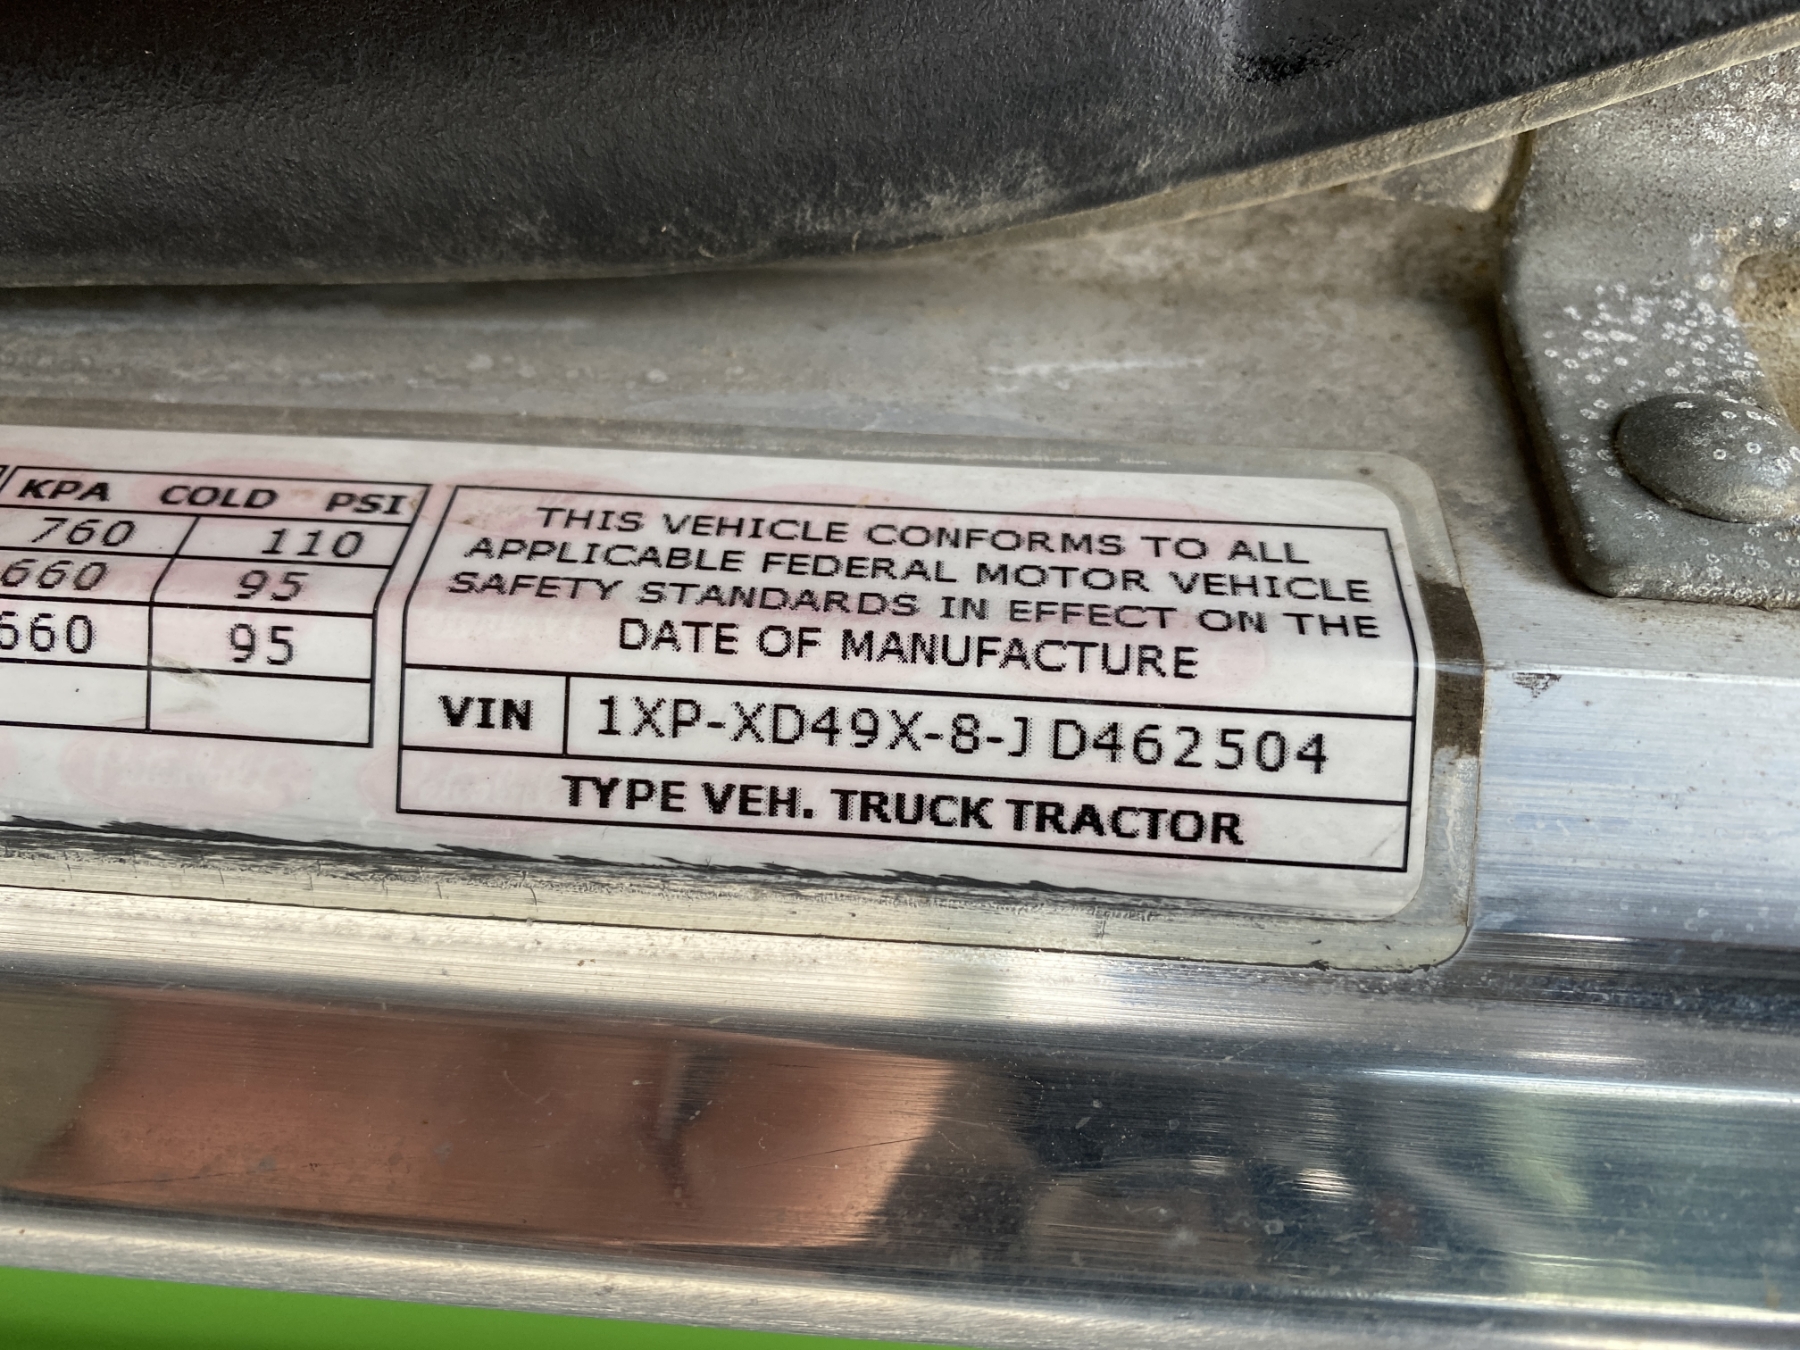 KPA COLD PSI
760 / 110
660 / 95
660 95
THIS VEHICLE CONFORMS TO ALL
APPLICABLE FEDERAL MOTOR VEHICLE
SAFETY STANDARDS IN EFFECT ON THE
DATE OF MANUFACTURE
VIN 1XP-XD49X-8-JD462504
TYPE VEH. TRUCK TRACTOR